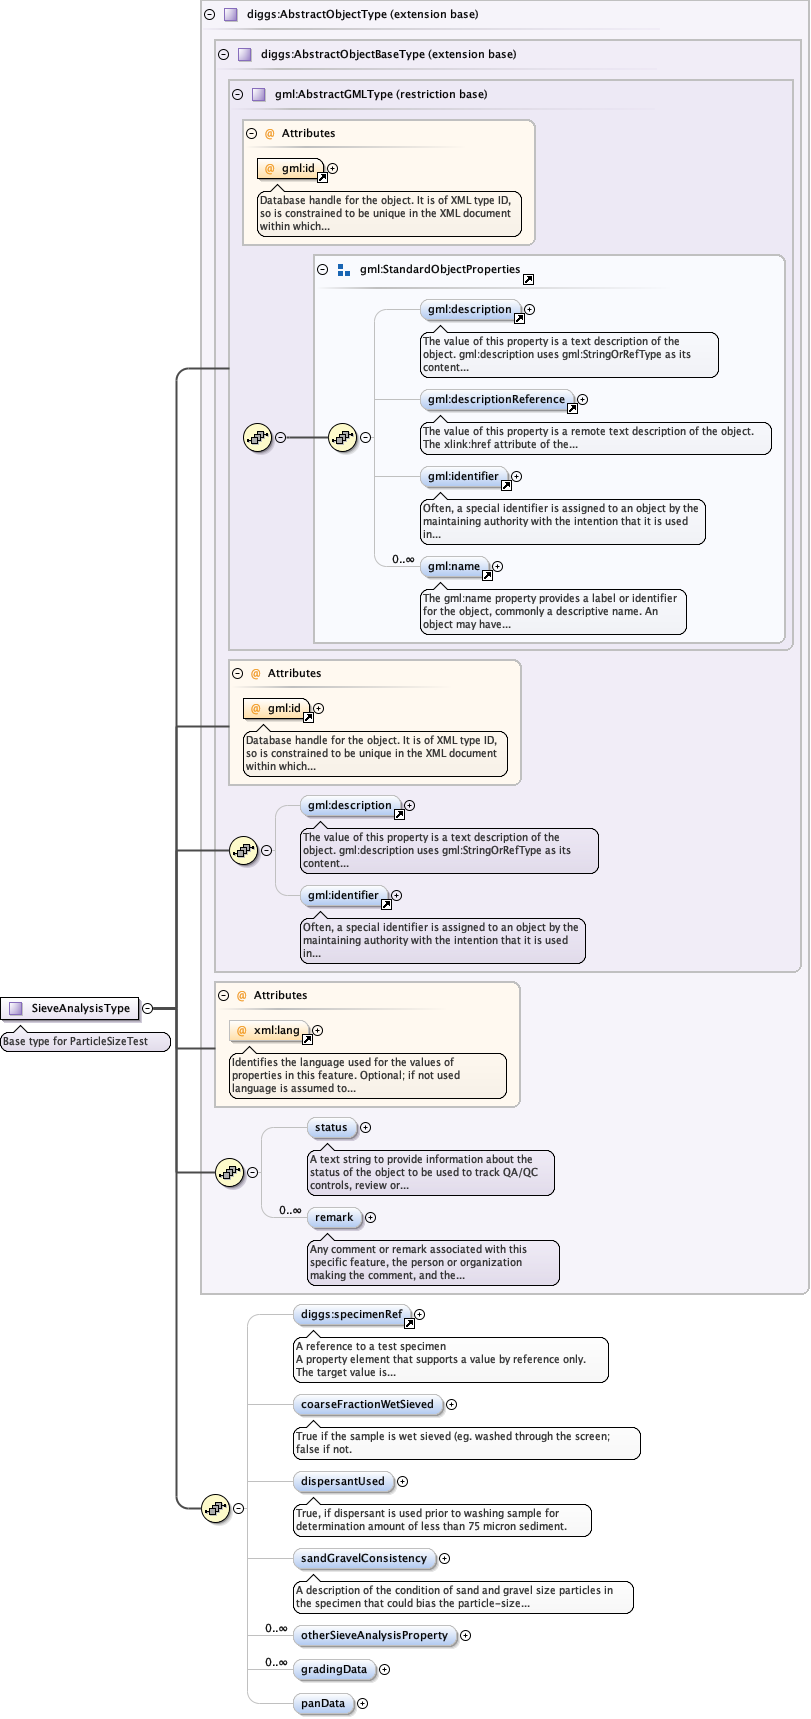 diggs:AbstractObjectType (extension base)
diggs:AbstractObjectBaseType (extension base)
gml:AbstractGMLType (restriction base)
@ Attributes
@ gml:id
Database handle for the object. It is of XML type ID,
so is constrained to be unique in the XML document
within which...
gml:StandardObjectProperties
gml:description
The value of this property is a text description of the
object. gml:description uses gml:StringOrRefType as its
content...
gml:descriptionReference
The value of this property is a remote text description of the object.
The xlink:href attribute of the...
gml:identifier
Often, a special identifier is assigned to an object by the
maintaining authority with the intention that it is used
in...
0..∞
gml:name
The gml:name property provides a label or identifier
for the object, commonly a descriptive name. An
object may have...
@ Attributes
@ gml:id
Database handle for the object. It is of XML type ID,
so is constrained to be unique in the XML document
within which...
gml:description
The value of this property is a text description of the
object. gml:description uses gml:StringOrRefType as its
content...
gml:identifier
Often, a special identifier is assigned to an object by the
maintaining authority with the intention that it is used
in...
SieveAnalysisType
Base type for ParticleSizeTest
@ Attributes
@ xml:lang
Identifies the language used for the values of
properties in this feature. Optional; if not used
language is assumed to...
status
A text string to provide information about the
status of the object to be used to track QA/QC
controls, review or...
0..∞
remark
Any comment or remark associated with this
specific feature, the person or organization
making the comment, and the...
diggs:specimenRef
A reference to a test specimen
A property element that supports a value by reference only.
The target value is...
coarseFractionWetSieved
True if the sample is wet sieved (eg. washed through the screen;
false if not.
dispersantUsed
True, if dispersant is used prior to washing sample for
determination amount of less than 75 micron sediment.
sandGravelConsistency
A description of the condition of sand and gravel size particles in
the specimen that could bias the particle-size...
0..∞
otherSieveAnalysisProperty
0..∞
gradingData
panData